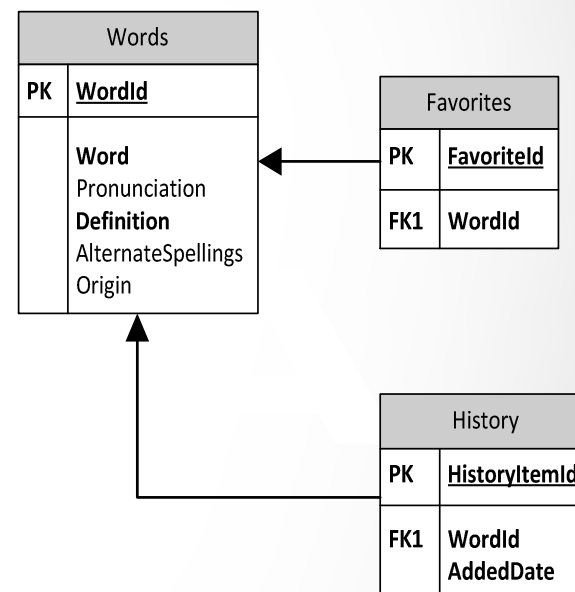 Words
PK WordId
Word
Pronunciation
Definition
AlternateSpellings
Origin
Favorites
PK FavoriteId
FK1 WordId
History
PK HistoryItemId
FK1 WordId
AddedDate